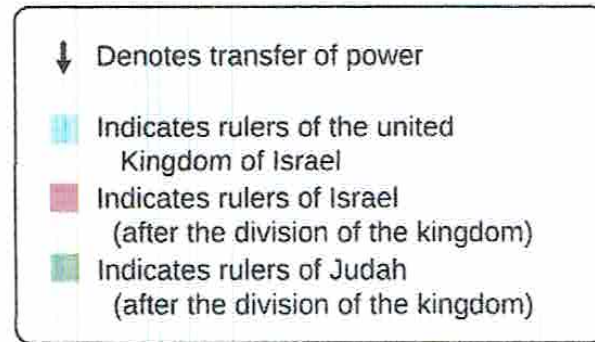 Denotes transfer of power
Indicates rulers of the united
Kingdom of Israel
Indicates rulers of Israel
(after the division of the kingdom)
Indicates rulers of Judah
(after the division of the kingdom)